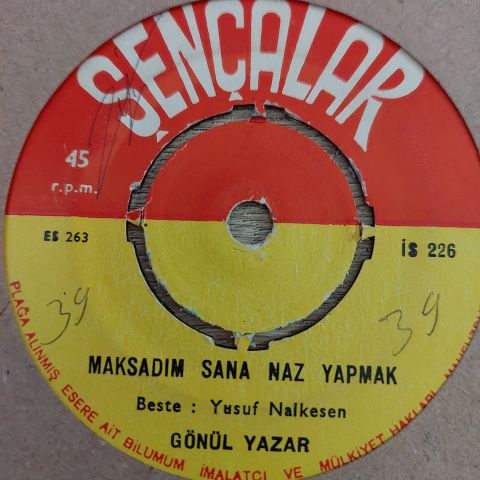 ŞENÇALAR
45
r.p.m.
ES 263
İS 226
39
39
MAKSADIM SANA NAZ YAPMAK
Beste : Yusuf Nalkesen
GÖNÜL YAZAR
PLAĞA ALINMIŞ ESERE AİT BİLUMUM İMALATÇI VE MÜLKİYET HAKLARI